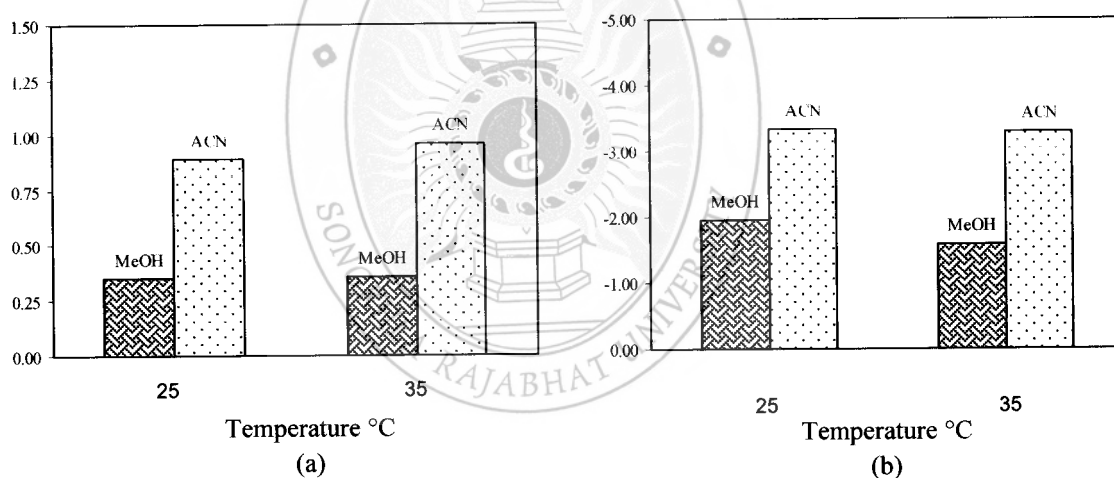 1.50
1.25
1.00
0.75
0.50
0.25
0.00
MeOH
ACN
MeOH
ACN
25
35
Temperature °C
(a)
-5.00
-4.00
-3.00
-2.00
-1.00
0.00
MeOH
ACN
MeOH
ACN
25
35
Temperature °C
(b)
RAJABHAT UNIVERSITY